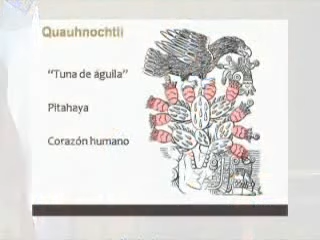 Quauhnochtli
“Tuna de águila”
Pitahaya
Corazón humano